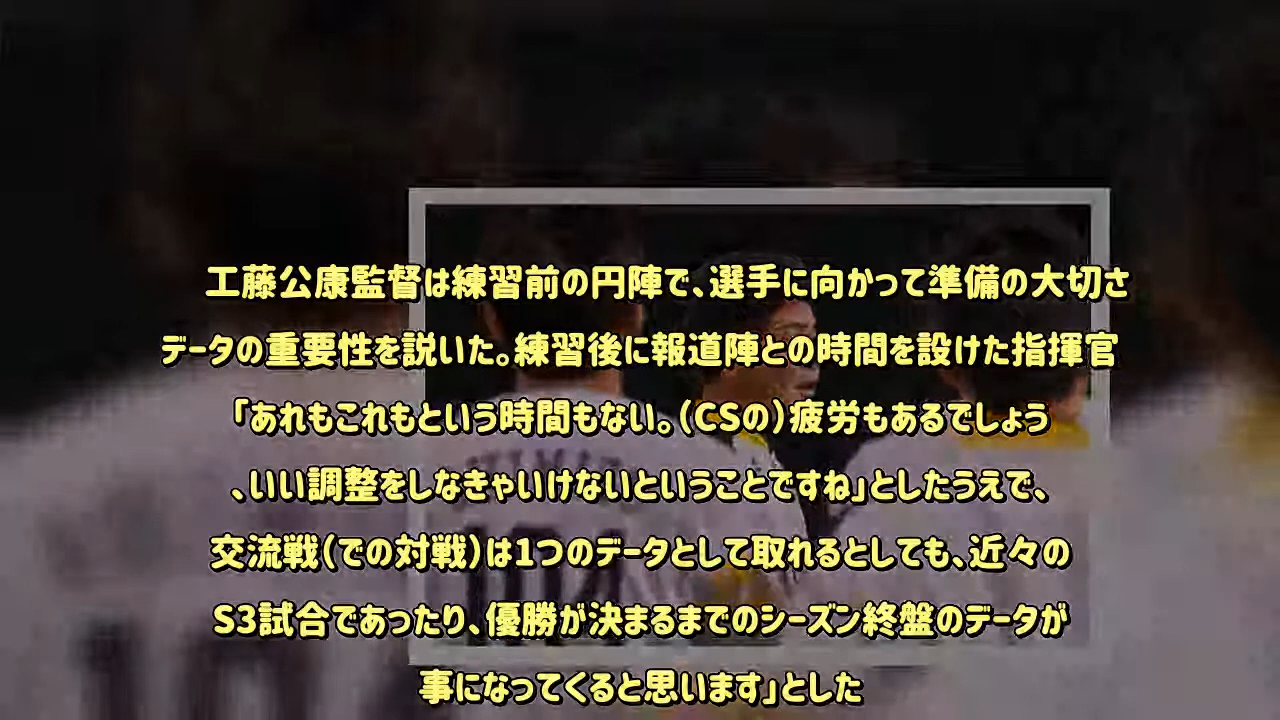 工藤公康監督は練習前の円陣で、選手に向かって準備の大切さ
データの重要性を説いた。練習後に報道陣との時間を設けた指揮官
「あれもこれもという時間もない。（CSの）疲労もあるでしょう
、いい調整をしなきゃいけないということですね」としたうえで、
交流戦（での対戦）は1つのデータとして取れるとしても、近々の
S3試合であったり、優勝が決まるまでのシーズン終盤のデータが
事になってくると思います」とした